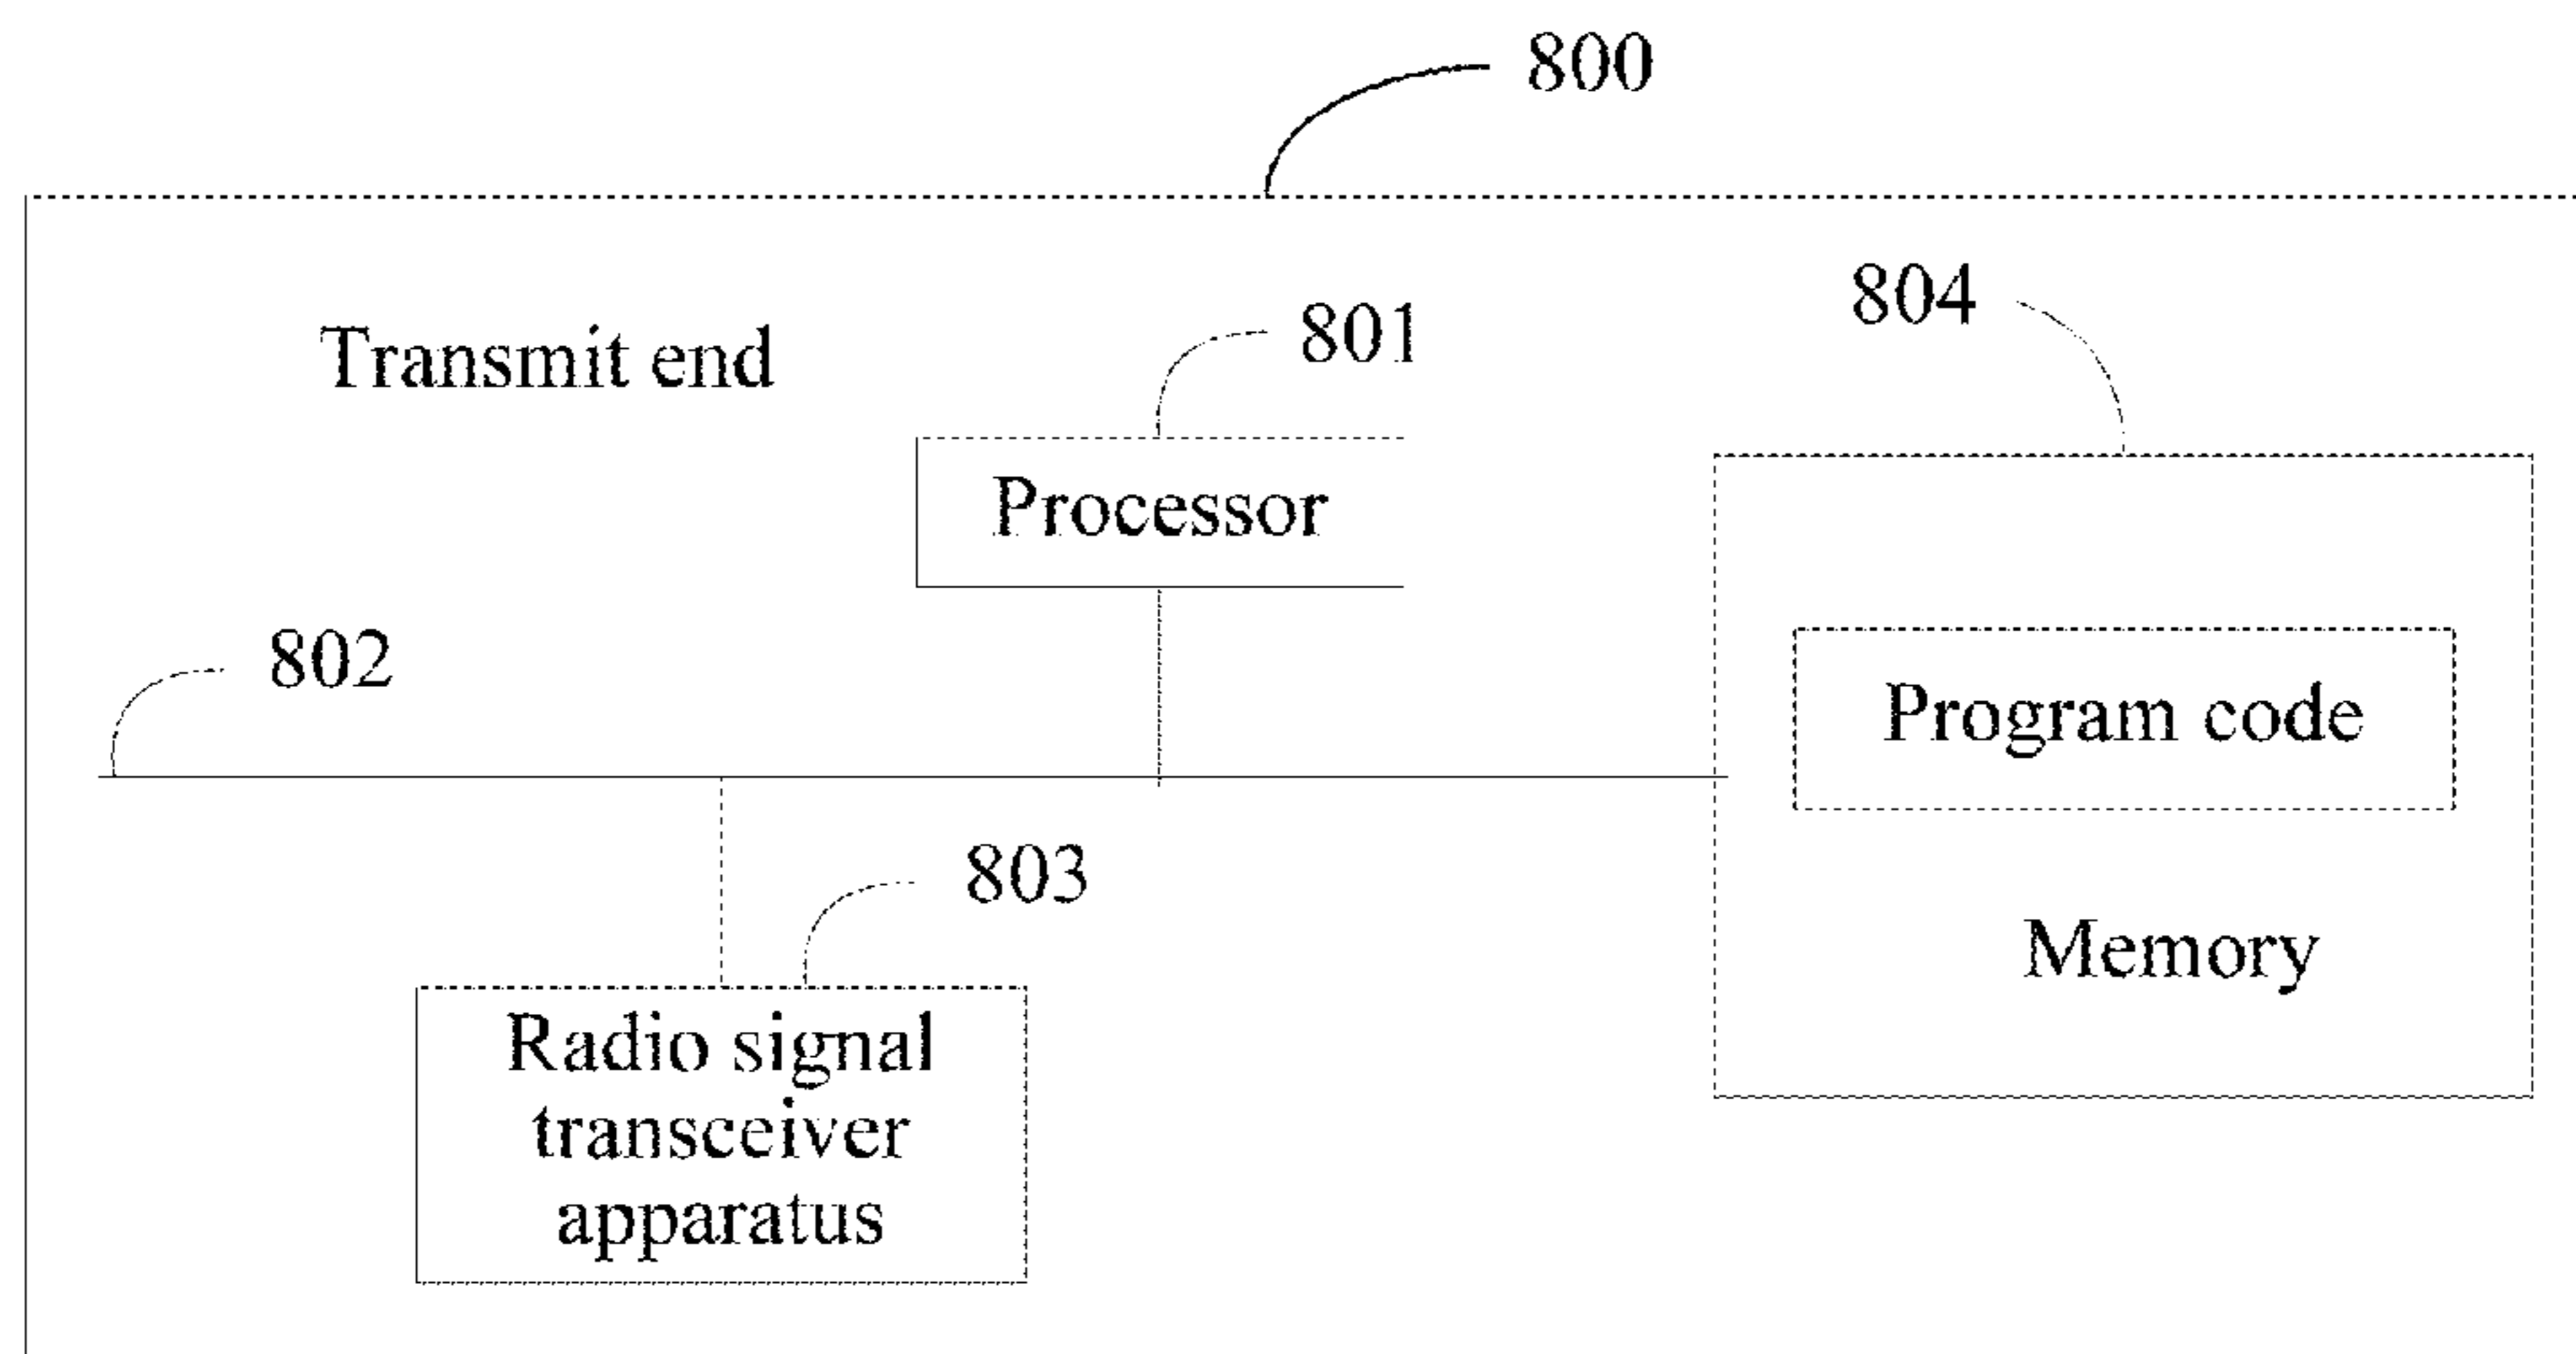 800
804
801
Transmit end
Processor
802
Program code
803
Memory
Radio signal
transceiver
apparatus